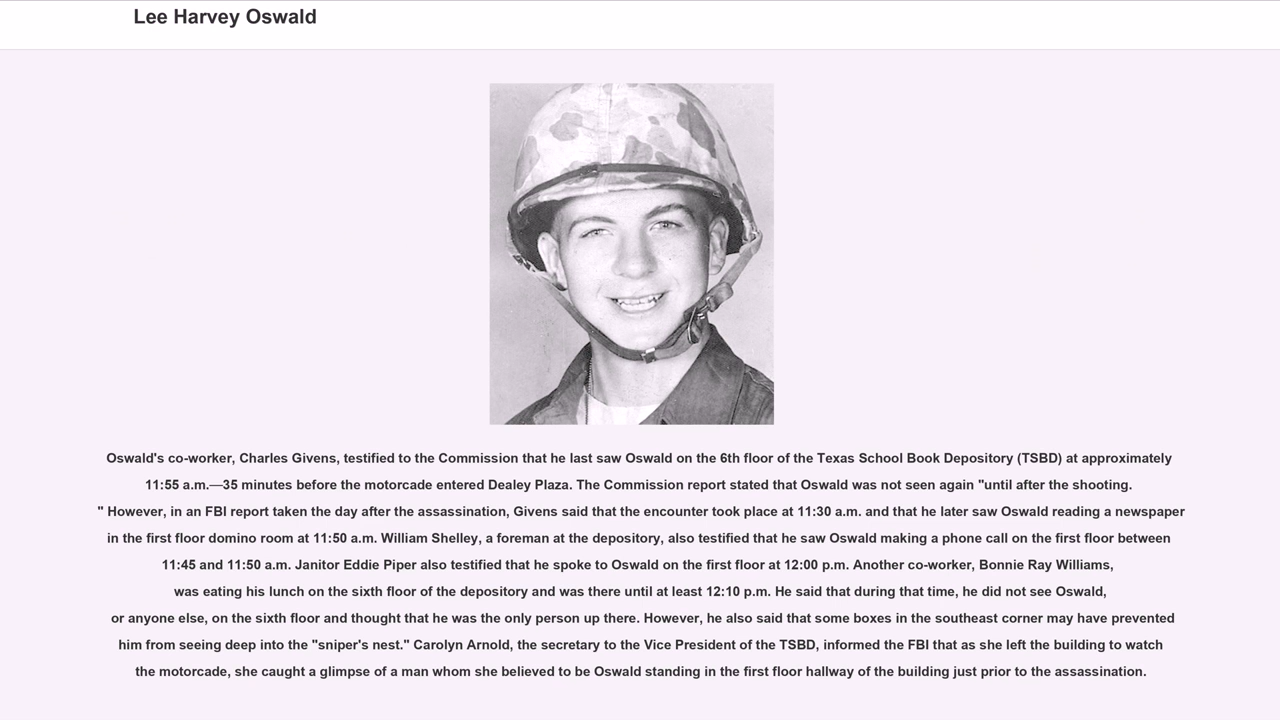 Lee Harvey Oswald
Oswald's co-worker, Charles Givens, testified to the Commission that he last saw Oswald on the 6th floor of the Texas School Book Depository (TSBD) at approximately
11:55 a.m.—35 minutes before the motorcade entered Dealey Plaza. The Commission report stated that Oswald was not seen again "until after the shooting.
" However, in an FBI report taken the day after the assassination, Givens said that the encounter took place at 11:30 a.m. and that he later saw Oswald reading a newspaper
in the first floor domino room at 11:50 a.m. William Shelley, a foreman at the depository, also testified that he saw Oswald making a phone call on the first floor between
11:45 and 11:50 a.m. Janitor Eddie Piper also testified that he spoke to Oswald on the first floor at 12:00 p.m. Another co-worker, Bonnie Ray Williams,
was eating his lunch on the sixth floor of the depository and was there until at least 12:10 p.m. He said that during that time, he did not see Oswald,
or anyone else, on the sixth floor and thought that he was the only person up there. However, he also said that some boxes in the southeast corner may have prevented
him from seeing deep into the "sniper's nest." Carolyn Arnold, the secretary to the Vice President of the TSBD, informed the FBI that as she left the building to watch
the motorcade, she caught a glimpse of a man whom she believed to be Oswald standing in the first floor hallway of the building just prior to the assassination.